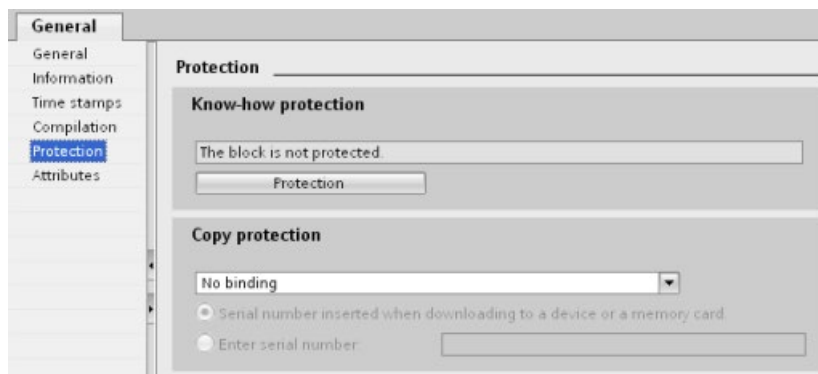 General
General
Information
Time stamps
Compilation
Protection
Attributes
Protection
Know-how protection
The block is not protected.
Protection
Copy protection
No binding
Serial number inserted when downloading to a device or a memory card
Enter serial number: